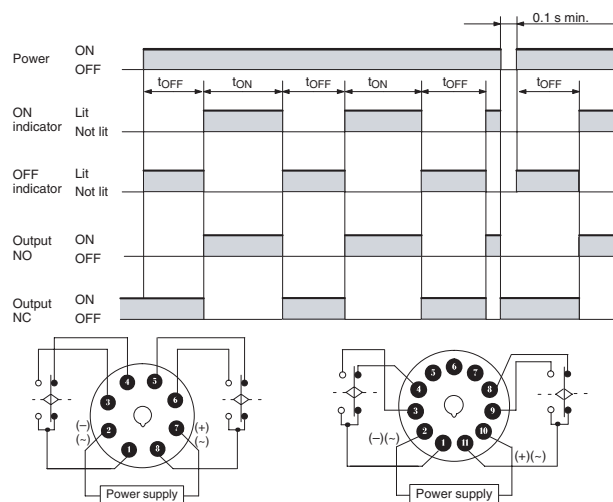 0.1 s min.
Power ON
OFF
tOFF tON tOFF tON tOFF tOFF
ON indicator Lit
Not lit
OFF indicator Lit
Not lit
Output NO ON
OFF
Output NC ON
OFF
4 5
3 6
(–) 2 7 (+)
(~) (~)
1 8
Power supply
5 6 7
4 8
3 9
(–)(~) 2 10
1 11 (+)(~)
Power supply